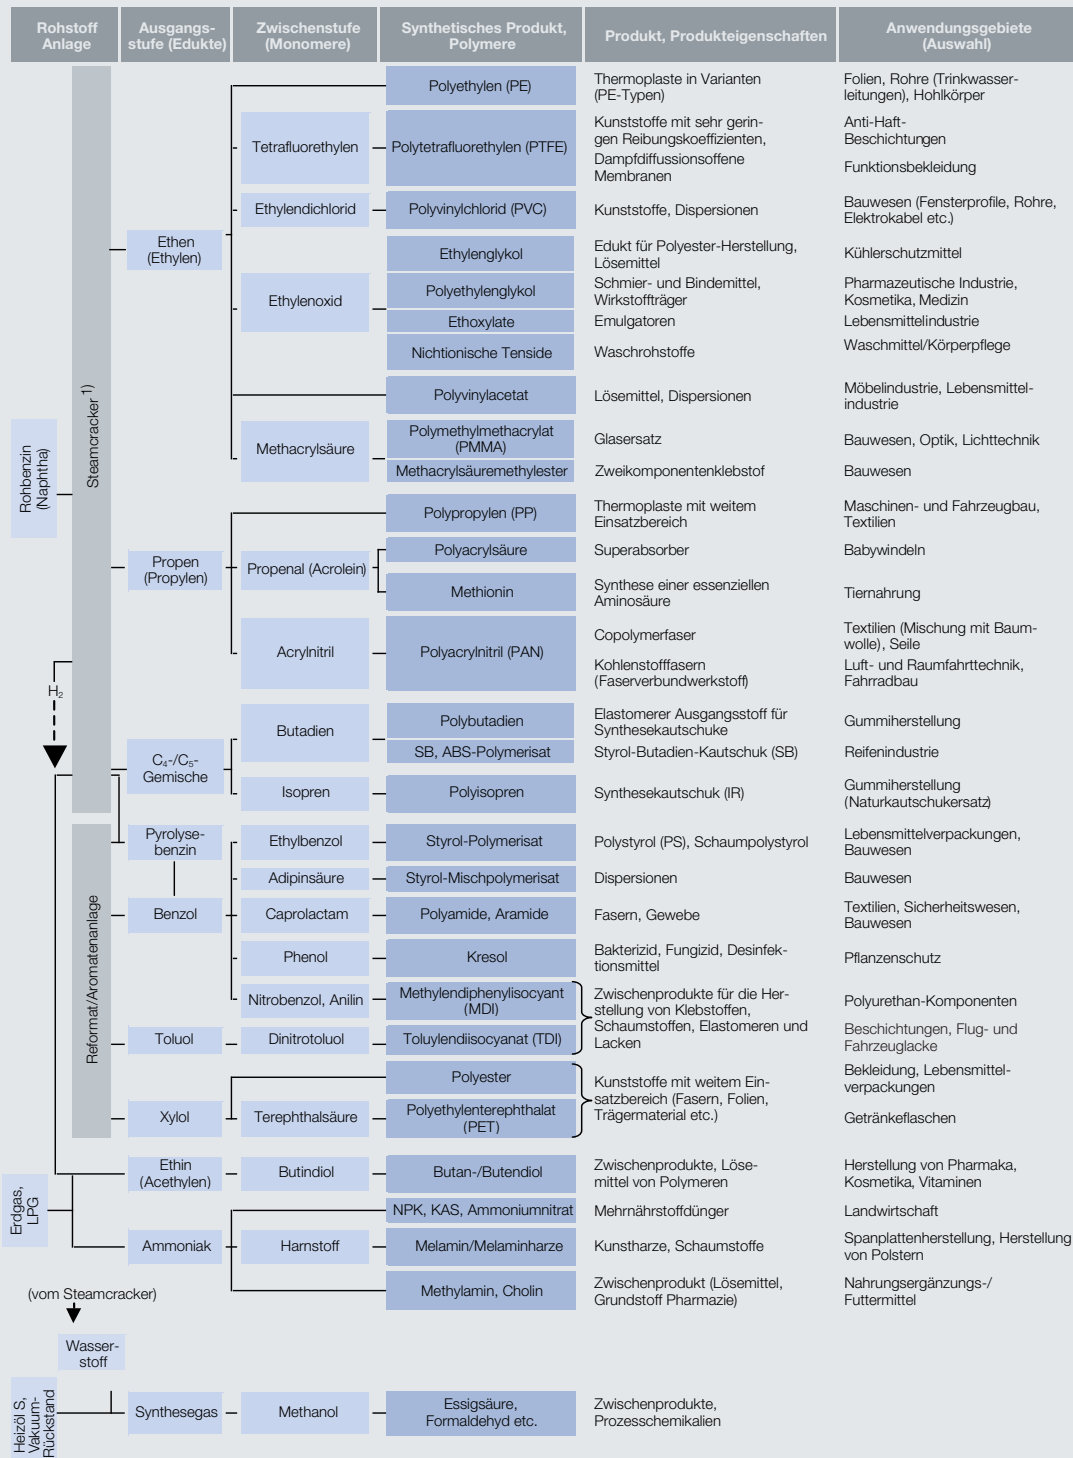 Rohstoff
Anlage
Ausgangs-
stufe (Edukte)
Zwischenstufe
(Monomere)
Synthetisches Produkt,
Polymere
Produkt, Produkteigenschaften
Anwendungsgebiete
(Auswahl)
Rohbenzin
(Naphtha)
Steamcracker 1)
H₂
Ethen
(Ethylen)
Polyethylen (PE)
Thermoplaste in Varianten
(PE-Typen)
Folien, Rohre (Trinkwasser-
leitungen), Hohlkörper
Tetrafluorethylen
Polytetrafluorethylen (PTFE)
Kunststoffe mit sehr gerin-
gen Reibungskoeffizienten,
Dampfdiffusionsoffene
Membranen
Anti-Haft-
Beschichtungen
Funktionsbekleidung
Ethylendichlorid
Polyvinylchlorid (PVC)
Kunststoffe, Dispersionen
Bauwesen (Fensterprofile, Rohre,
Elektrokabel etc.)
Ethylenoxid
Ethylenglykol
Edukt für Polyester-Herstellung,
Lösemittel
Kühlerschutzmittel
Polyethylenglykol
Schmier- und Bindemittel,
Wirkstoffträger
Pharmazeutische Industrie,
Kosmetika, Medizin
Ethoxylate
Emulgatoren
Lebensmittelindustrie
Nichtionische Tenside
Waschrohstoffe
Waschmittel/Körperpflege
Polyvinylacetat
Lösemittel, Dispersionen
Möbelindustrie, Lebensmittel-
industrie
Methacrylsäure
Polymethylmethacrylat
(PMMA)
Glasersatz
Bauwesen, Optik, Lichttechnik
Methacrylsäuremethylester
Zweikomponentenklebstof
Bauwesen
Propen
(Propylen)
Polypropylen (PP)
Thermoplaste mit weitem
Einsatzbereich
Maschinen- und Fahrzeugbau,
Textilien
Propenal (Acrolein)
Polyacrylsäure
Superabsorber
Babywindeln
Methionin
Synthese einer essenziellen
Aminosäure
Tiernahrung
Acrylnitril
Polyacrylnitril (PAN)
Copolymerfaser
Textilien (Mischung mit Baum-
wolle), Seile
Kohlenstofffasern
(Faserverbundwerkstoff)
Luft- und Raumfahrttechnik,
Fahrradbau
C₄-/C₅-
Gemische
Butadien
Polybutadien
Elastomerer Ausgangsstoff für
Synthesekautschuke
Gummiherstellung
SB, ABS-Polymerisat
Styrol-Butadien-Kautschuk (SB)
Reifenindustrie
Isopren
Polyisopren
Synthesekautschuk (IR)
Gummiherstellung
(Naturkautschukersatz)
Reformat/Aromatenanlage
Pyrolyse-
benzin
Ethylbenzol
Styrol-Polymerisat
Polystyrol (PS), Schaumpolystyrol
Lebensmittelverpackungen,
Bauwesen
Adipinsäure
Styrol-Mischpolymerisat
Dispersionen
Bauwesen
Benzol
Caprolactam
Polyamide, Aramide
Fasern, Gewebe
Textilien, Sicherheitswesen,
Bauwesen
Phenol
Kresol
Bakterizid, Fungizid, Desinfek-
tionsmittel
Pflanzenschutz
Nitrobenzol, Anilin
Methylendiphenylisocyant
(MDI)
Zwischenprodukte für die Her-
stellung von Klebstoffen,
Schaumstoffen, Elastomeren und
Lacken
Polyurethan-Komponenten
Toluol
Dinitrotoluol
Toluylendiisocyanat (TDI)
Beschichtungen, Flug- und
Fahrzeuglacke
Xylol
Polyester
Kunststoffe mit weitem Ein-
satzbereich (Fasern, Folien,
Trägermaterial etc.)
Bekleidung, Lebensmittel-
verpackungen
Terephthalsäure
Polyethylenterephthalat
(PET)
Getränkeflaschen
Erdgas,
LPG
Ethin
(Acethylen)
Butindiol
Butan-/Butendiol
Zwischenprodukte, Löse-
mittel von Polymeren
Herstellung von Pharmaka,
Kosmetika, Vitaminen
NPK, KAS, Ammoniumnitrat
Mehrnährstoffdünger
Landwirtschaft
Ammoniak
Harnstoff
Melamin/Melaminharze
Kunstharze, Schaumstoffe
Spanplattenherstellung, Herstellung
von Polstern
Methylamin, Cholin
Zwischenprodukt (Lösemittel,
Grundstoff Pharmazie)
Nahrungsergänzungs-/
Futtermittel
(vom Steamcracker)
Wasser-
stoff
Heizöl S,
Vakuum-
Rückstand
Synthesegas
Methanol
Essigsäure,
Formaldehyd etc.
Zwischenprodukte,
Prozesschemikalien